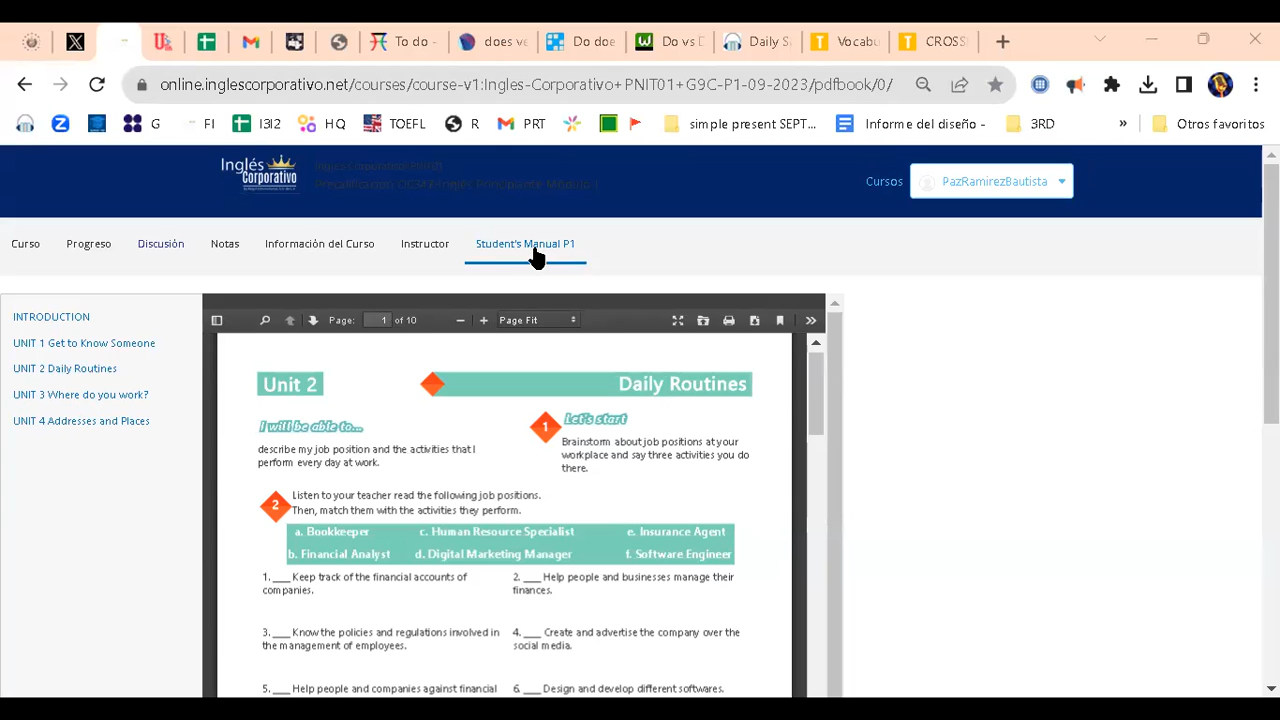 To do -
does ve
Do doe
Do vs D
Daily S
Vocabu
CROSS
online.inglescorporativo.net/courses/course-v1:Ingles-Corporativo+PNIT01+G9C-P1-09-2023/pdfbook/0/
G
FI
I3I2
HQ
TOEFL
R
PRT
simple present SEPT...
Informe del diseño -
3RD
»
Otros favoritos
Inglés
Corporativo
Cursos
PazRamirezBautista
Curso
Progreso
Discusión
Notas
Información del Curso
Instructor
Student's Manual P1
INTRODUCTION
UNIT 1 Get to Know Someone
UNIT 2 Daily Routines
UNIT 3 Where do you work?
UNIT 4 Addresses and Places
Page: 1 of 10
Page Fit
Unit 2
Daily Routines
I will be able to...
describe my job position and the activities that I
perform every day at work.
1
Let's start
Brainstorm about job positions at your
workplace and say three activities you do
there.
2
Listen to your teacher read the following job positions.
Then, match them with the activities they perform.
a. Bookkeeper c. Human Resource Specialist e. Insurance Agent
b. Financial Analyst d. Digital Marketing Manager f. Software Engineer
1. ___ Keep track of the financial accounts of
companies.
2. ___ Help people and businesses manage their
finances.
3. ___ Know the policies and regulations involved in
the management of employees.
4. ___ Create and advertise the company over the
social media.
5. ___ Help people and companies against financial
6. ___ Design and develop different softwares.